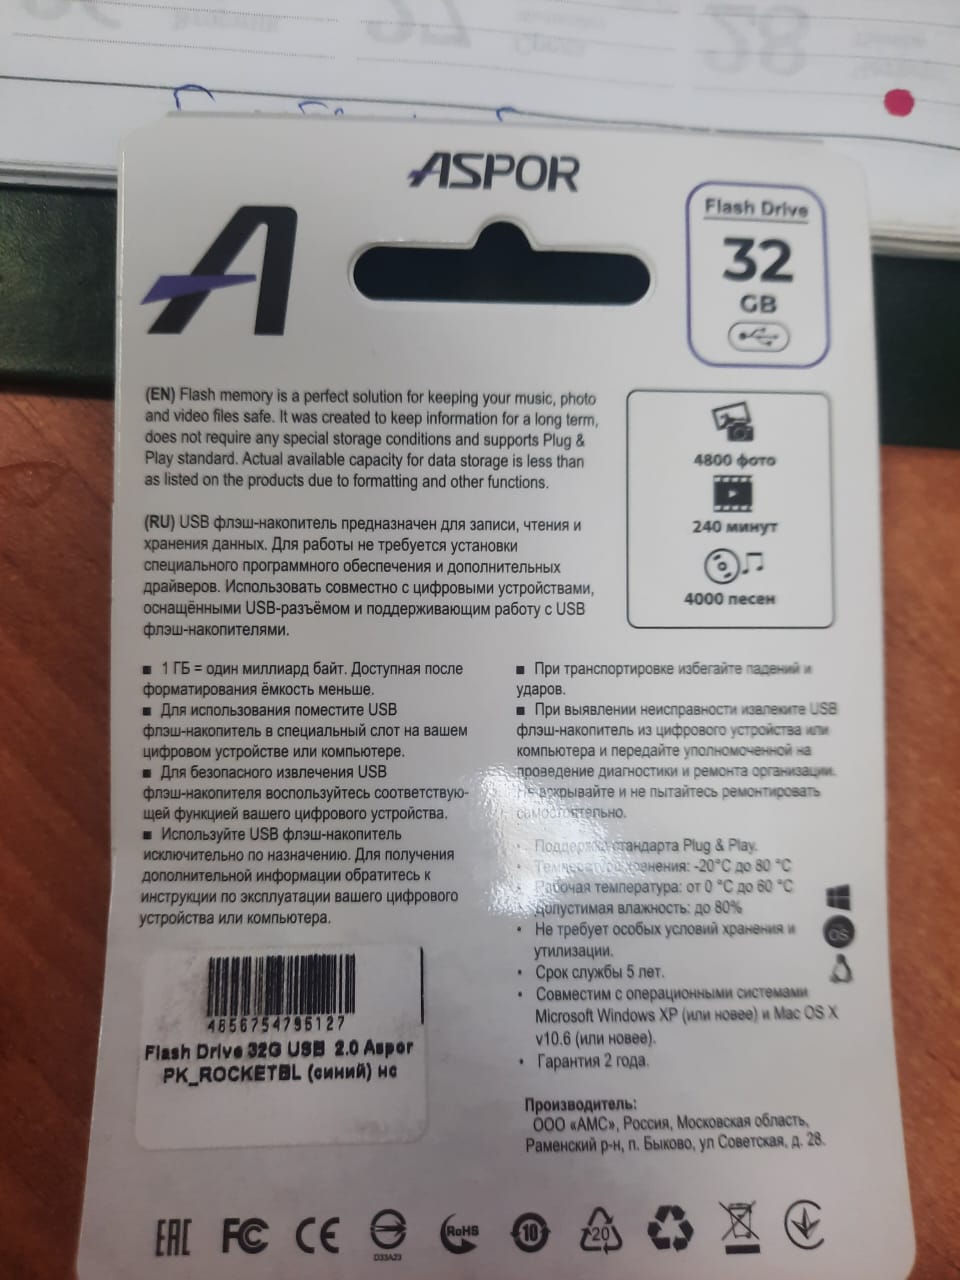 ASPOR
Flash Drive
32
GB
(EN) Flash memory is a perfect solution for keeping your music, photo
and video files safe. It was created to keep information for a long term,
does not require any special storage conditions and supports Plug &
Play standard. Actual available capacity for data storage is less than
as listed on the products due to formatting and other functions.
4800 фото
240 минут
4000 песен
(RU) USB флэш-накопитель предназначен для записи, чтения и
хранения данных. Для работы не требуется установки
специального программного обеспечения и дополнительных
драйверов. Использовать совместно с цифровыми устройствами,
оснащёнными USB-разъёмом и поддерживающим работу с USB
флэш-накопителями.
▪ 1 ГБ = один миллиард байт. Доступная после
форматирования ёмкость меньше.
▪ Для использования поместите USB
флэш-накопитель в специальный слот на вашем
цифровом устройстве или компьютере.
▪ Для безопасного извлечения USB
флэш-накопителя воспользуйтесь соответствую-
щей функцией вашего цифрового устройства.
▪ Используйте USB флэш-накопитель
исключительно по назначению. Для получения
дополнительной информации обратитесь к
инструкции по эксплуатации вашего цифрового
устройства или компьютера.
▪ При транспортировке избегайте падений и
ударов.
▪ При выявлении неисправности извлеките USB
флэш-накопитель из цифрового устройства или
компьютера и передайте уполномоченной на
проведение диагностики и ремонта организации.
Не вскрывайте и не пытайтесь ремонтировать
самостоятельно.
• Поддержка стандарта Plug & Play.
• Температура хранения: -20°C до 80 °C
• Рабочая температура: от 0 °C до 60 °C
• Допустимая влажность: до 80%
• Не требует особых условий хранения и
утилизации.
• Срок службы 5 лет.
• Совместим с операционными системами
Microsoft Windows XP (или новее) и Mac OS X
v10.6 (или новее).
• Гарантия 2 года.
OS
4656754795127
Flash Drive 32G USB 2.0 Aspor
PK_ROCKETBL (синий) нс
Производитель:
ООО «АМС», Россия, Московская область,
Раменский р-н, п. Быково, ул Советская, д. 28.
EAC FC CE D33A23 RoHS 10 20